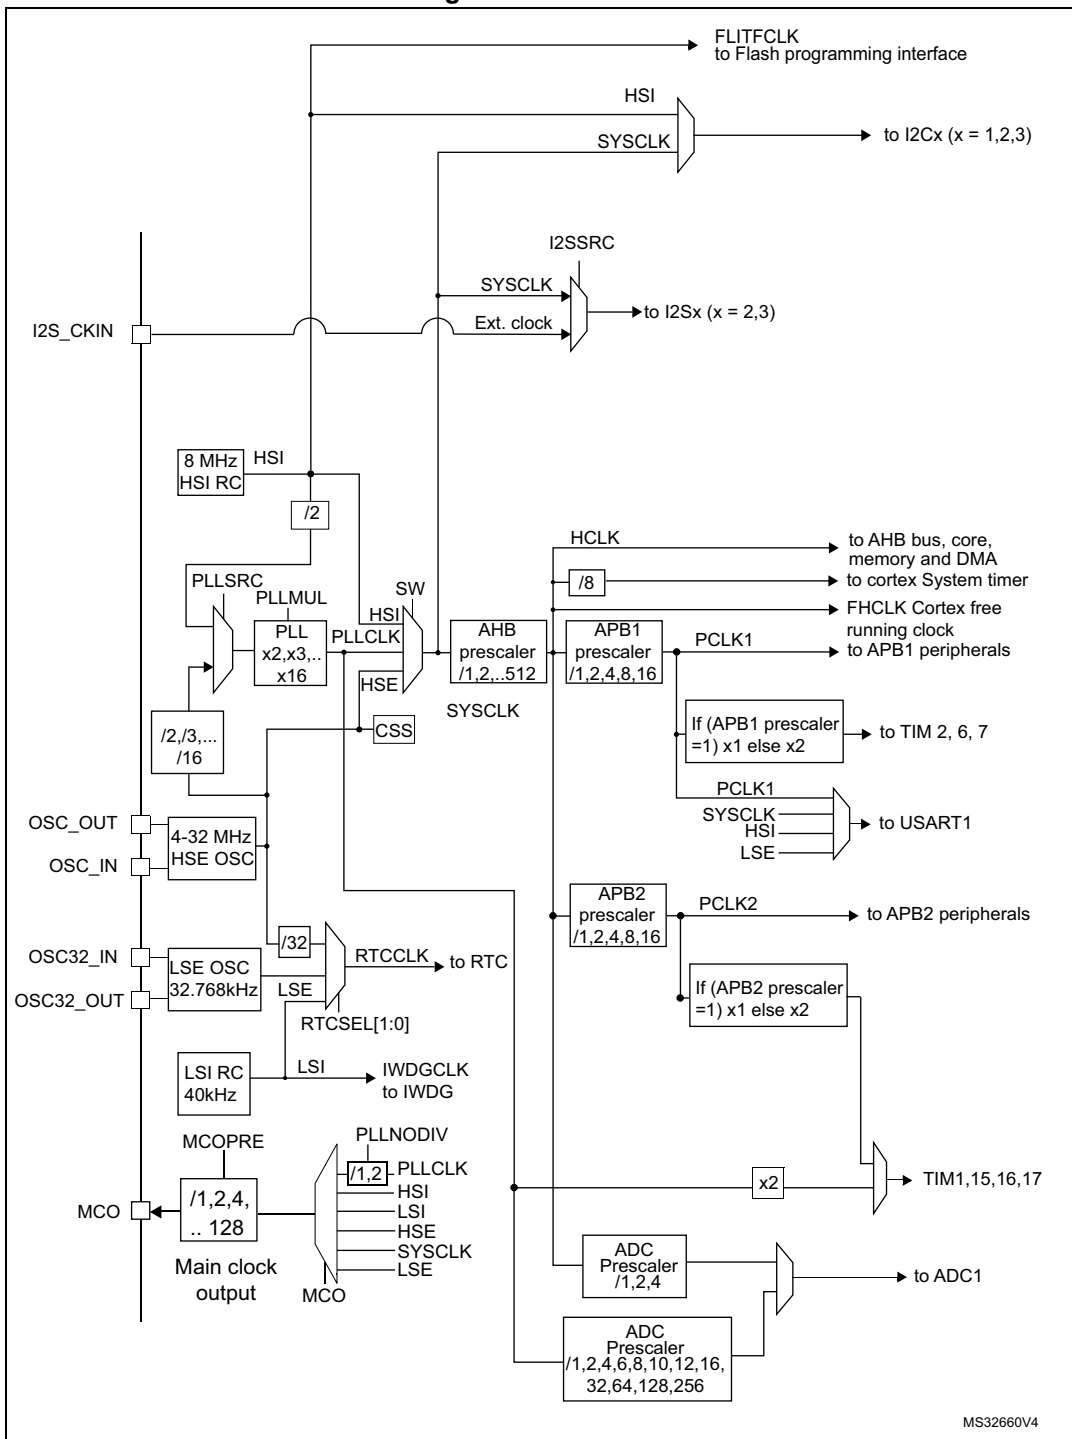 FLITFCLK
to Flash programming interface
HSI
to I2Cx (x = 1,2,3)
SYSCLK
I2SSRC
SYSCLK
to I2Sx (x = 2,3)
Ext. clock
I2S_CKIN
8 MHz
HSI RC
HSI
/2
HCLK
to AHB bus, core,
memory and DMA
/8
to cortex System timer
FHCLK Cortex free
running clock
PLLSRC
PLLMUL
PLL
x2,x3,..
x16
SW
HSI
PLLCLK
HSE
AHB
prescaler
/1,2,..512
SYSCLK
APB1
prescaler
/1,2,4,8,16
PCLK1
to APB1 peripherals
/2,/3,...
/16
CSS
If (APB1 prescaler
=1) x1 else x2
to TIM 2, 6, 7
PCLK1
SYSCLK
HSI
LSE
to USART1
OSC_OUT
OSC_IN
4-32 MHz
HSE OSC
APB2
prescaler
/1,2,4,8,16
PCLK2
to APB2 peripherals
/32
RTCCLK
to RTC
OSC32_IN
OSC32_OUT
LSE OSC
32.768kHz
LSE
RTCSEL[1:0]
If (APB2 prescaler
=1) x1 else x2
LSI RC
40kHz
LSI
IWDGCLK
to IWDG
MCOPRE
PLLNODIV
/1,2
PLLCLK
HSI
LSI
HSE
SYSCLK
LSE
MCO
/1,2,4,
.. 128
Main clock
output
MCO
x2
TIM1,15,16,17
ADC
Prescaler
/1,2,4
to ADC1
ADC
Prescaler
/1,2,4,6,8,10,12,16,
32,64,128,256
MS32660V4